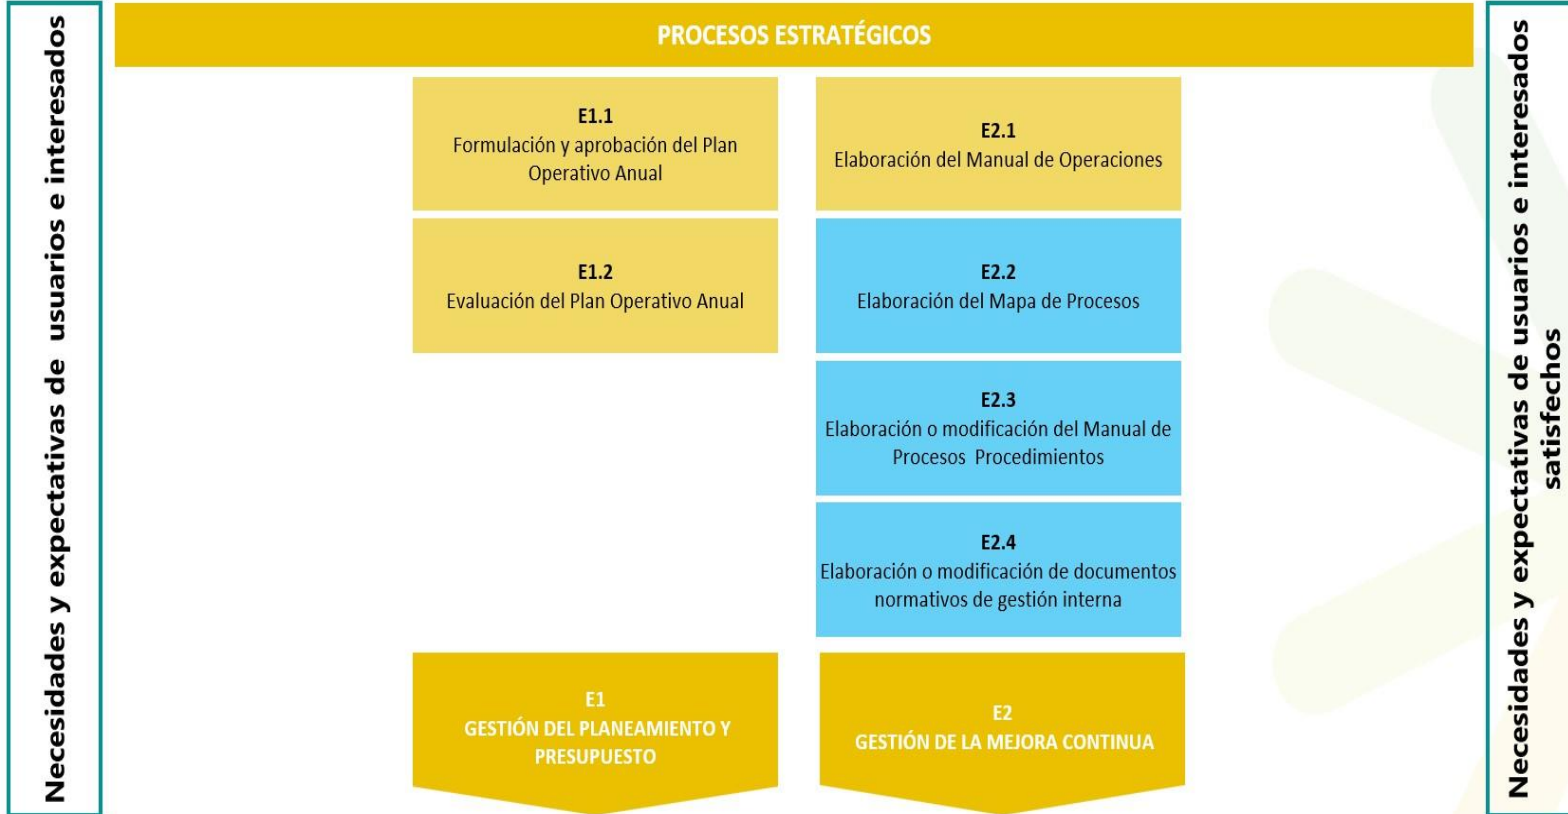 Necesidades y expectativas de usuarios e interesados
PROCESOS ESTRATÉGICOS
E1.1
Formulación y aprobación del Plan
Operativo Anual
E1.2
Evaluación del Plan Operativo Anual
E1
GESTIÓN DEL PLANEAMIENTO Y
PRESUPUESTO
E2.1
Elaboración del Manual de Operaciones
E2.2
Elaboración del Mapa de Procesos
E2.3
Elaboración o modificación del Manual de
Procesos Procedimientos
E2.4
Elaboración o modificación de documentos
normativos de gestión interna
E2
GESTIÓN DE LA MEJORA CONTINUA
Necesidades y expectativas de usuarios e interesados
satisfechos